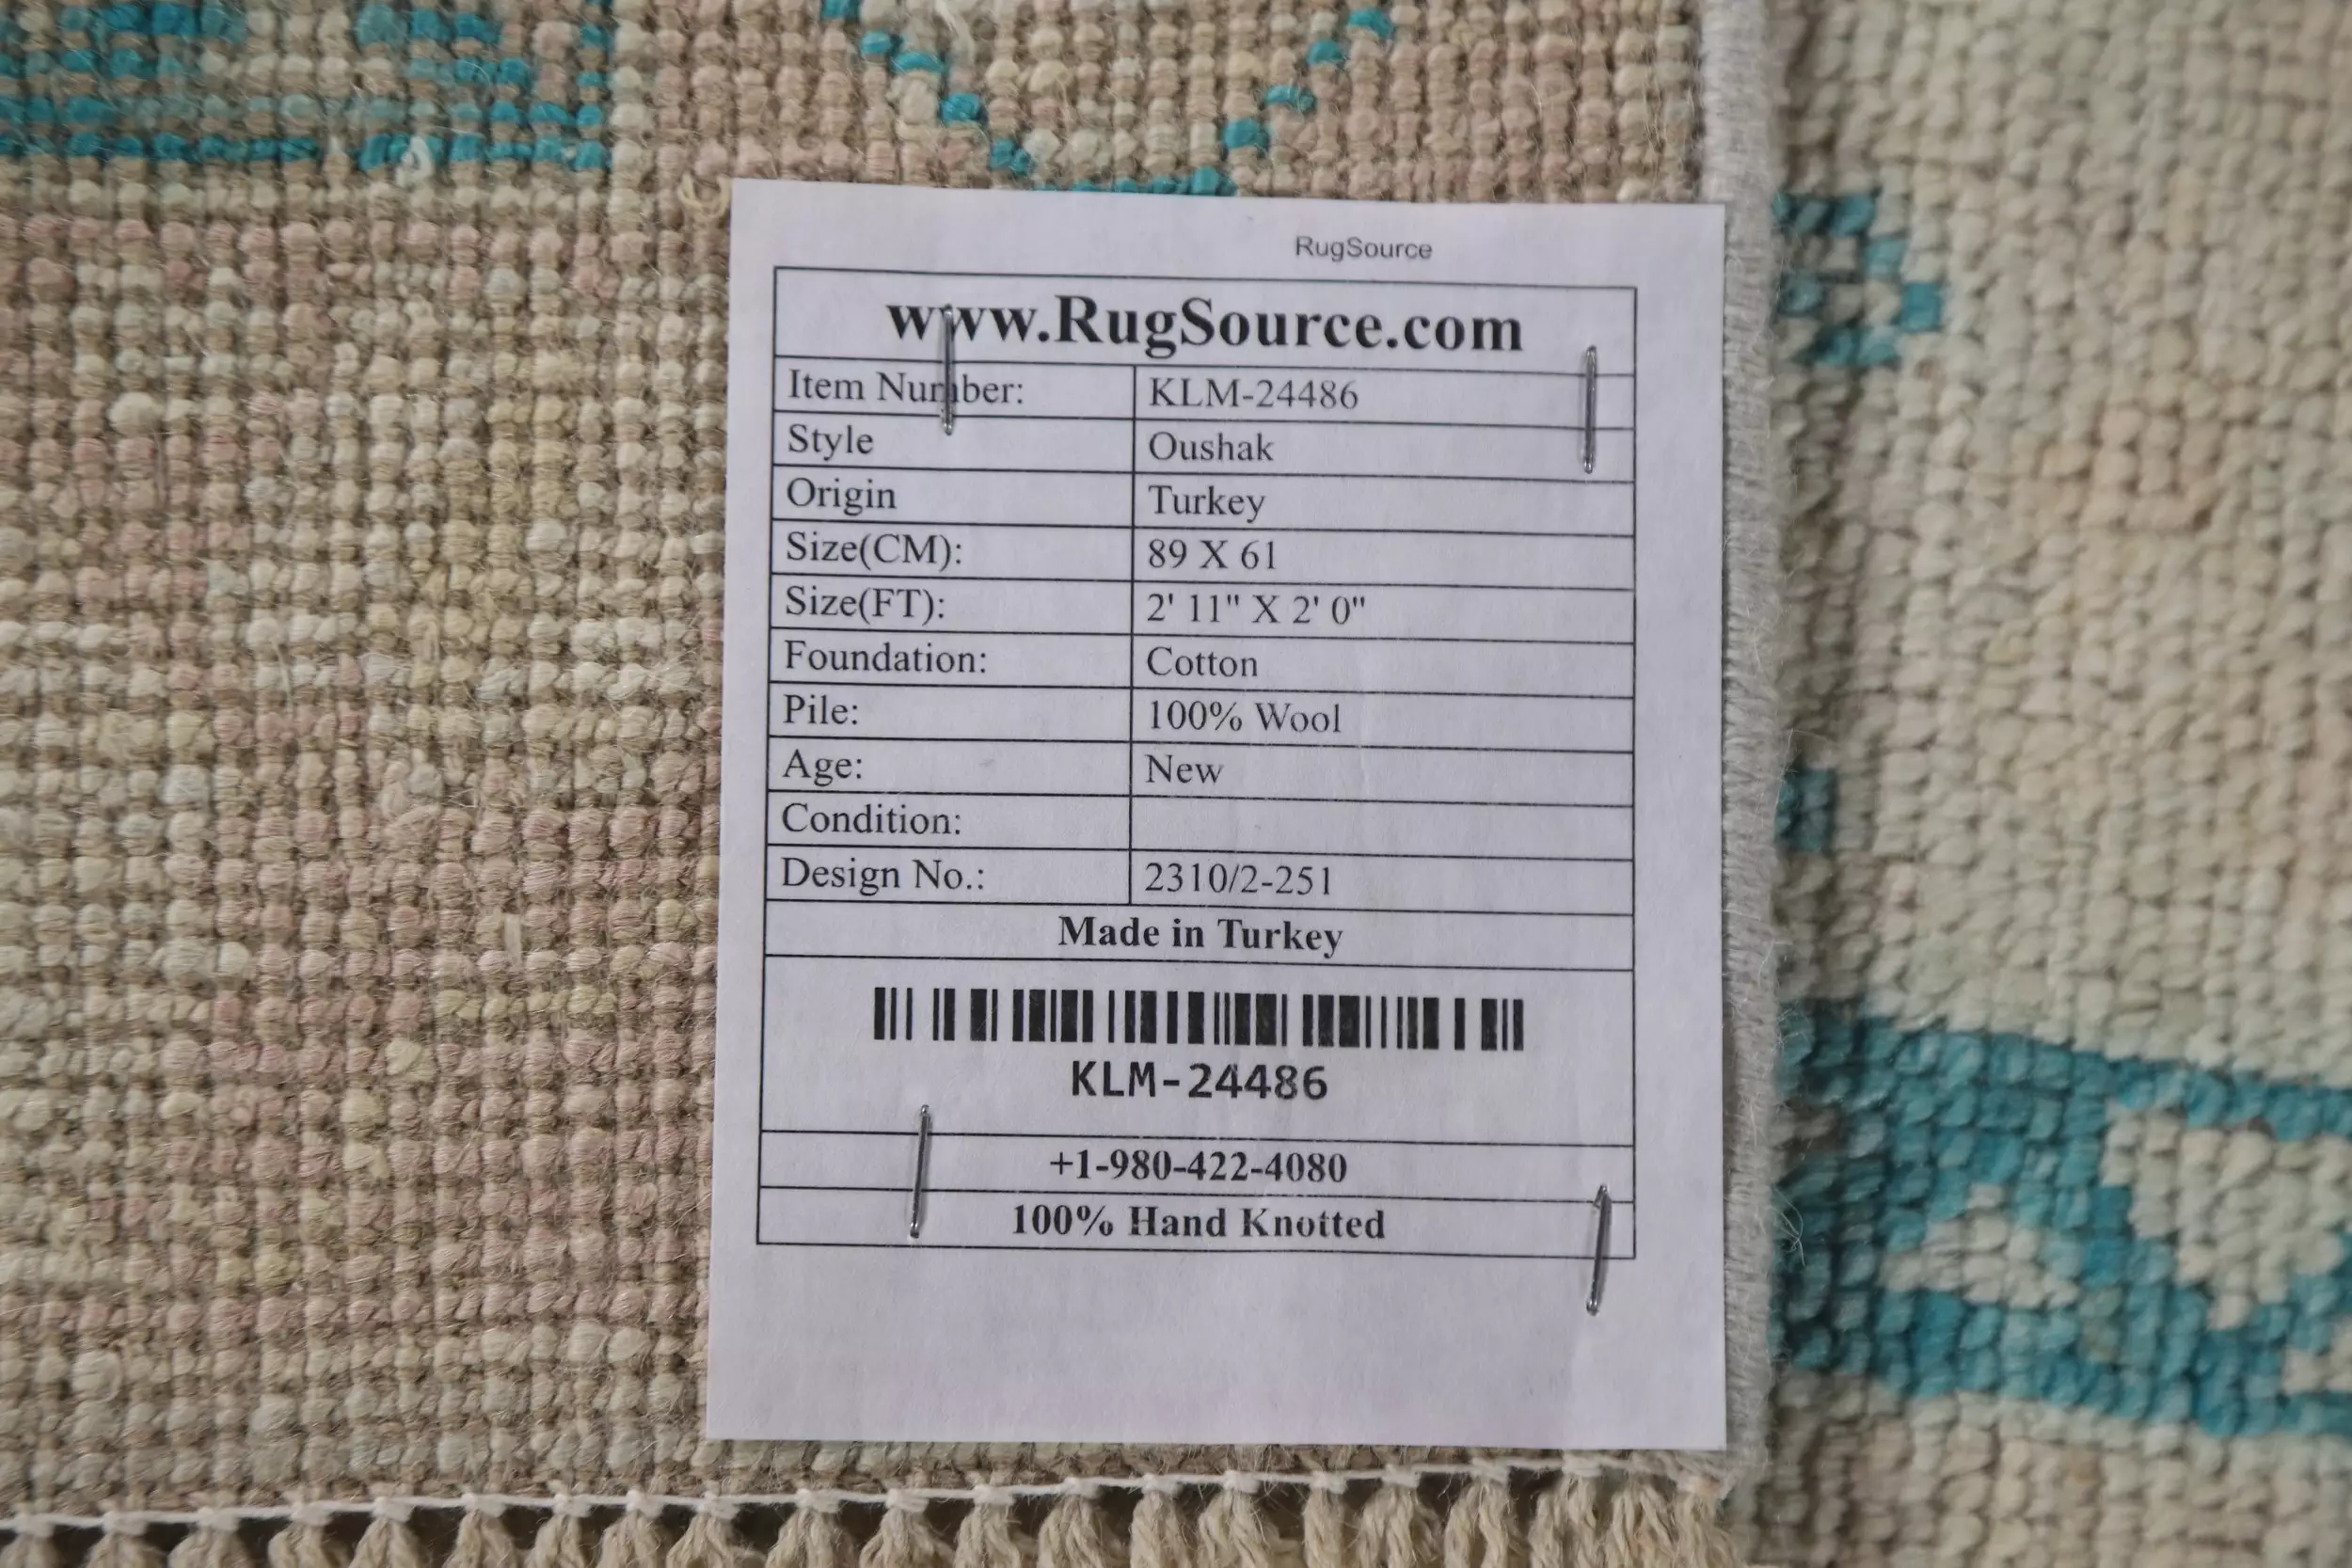 RugSource
www.RugSource.com
Item Number: KLM-24486
Style Oushak
Origin Turkey
Size(CM): 89 X 61
Size(FT): 2' 11" X 2' 0"
Foundation: Cotton
Pile: 100% Wool
Age: New
Condition:
Design No.: 2310/2-251
Made in Turkey
KLM-24486
+1-980-422-4080
100% Hand Knotted